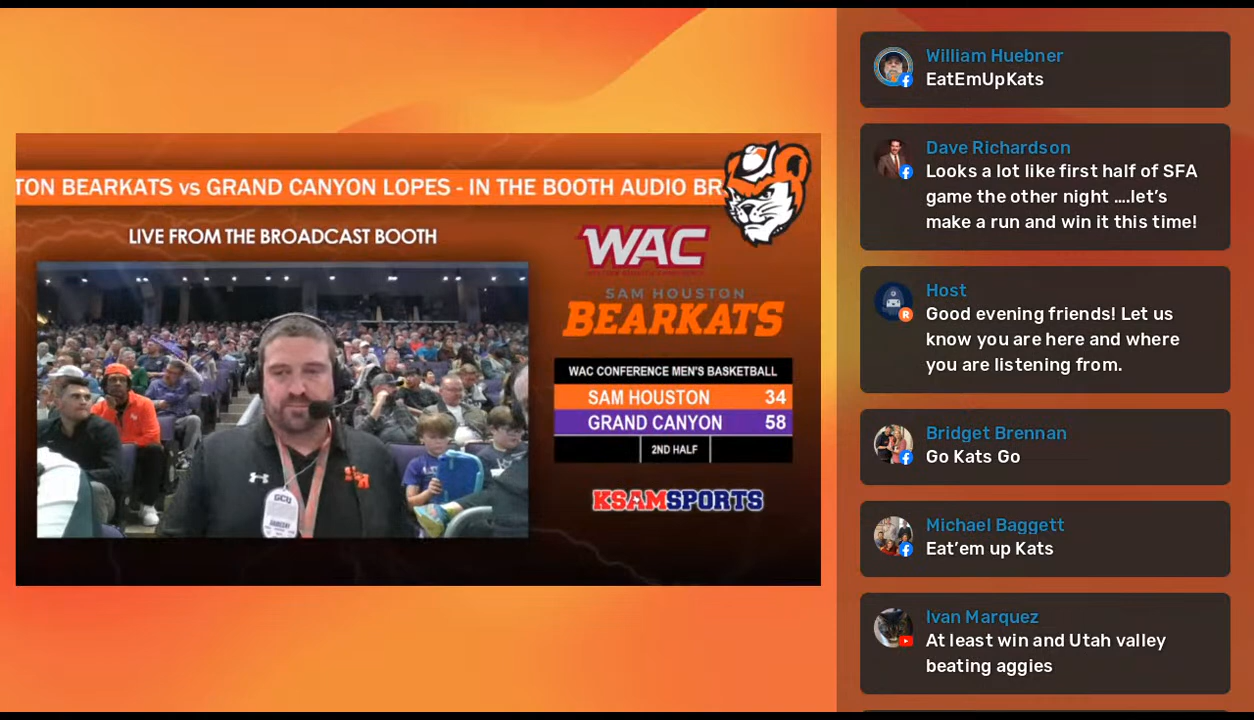 TON BEARKATS vs GRAND CANYON LOPES - IN THE BOOTH AUDIO BR
LIVE FROM THE BROADCAST BOOTH
WAC
SAM HOUSTON
BEARKATS
WAC CONFERENCE MEN'S BASKETBALL
SAM HOUSTON 34
GRAND CANYON 58
2ND HALF
KSAMSPORTS
GCU
William Huebner
EatEmUpKats
Dave Richardson
Looks a lot like first half of SFA
game the other night ....let's
make a run and win it this time!
Host
Good evening friends! Let us
know you are here and where
you are listening from.
Bridget Brennan
Go Kats Go
Michael Baggett
Eat’em up Kats
Ivan Marquez
At least win and Utah valley
beating aggies